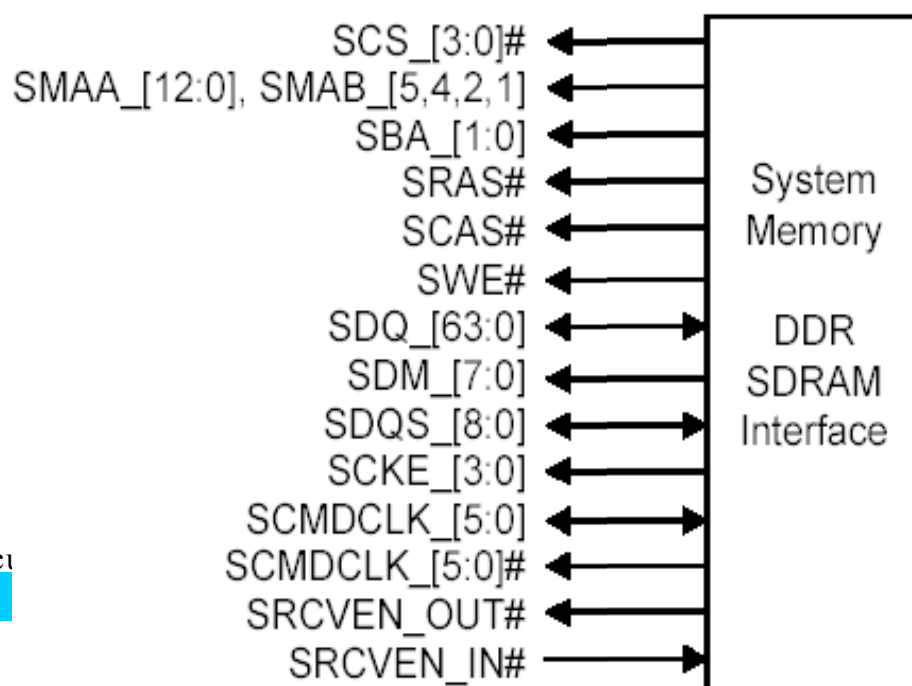 SCS_[3:0]#
SMAA_[12:0], SMAB_[5,4,2,1]
SBA_[1:0]
SRAS#
SCAS#
SWE#
SDQ_[63:0]
SDM_[7:0]
SDQS_[8:0]
SCKE_[3:0]
SCMDCLK_[5:0]
SCMDCLK_[5:0]#
SRCVEN_OUT#
SRCVEN_IN#
System
Memory
DDR
SDRAM
Interface